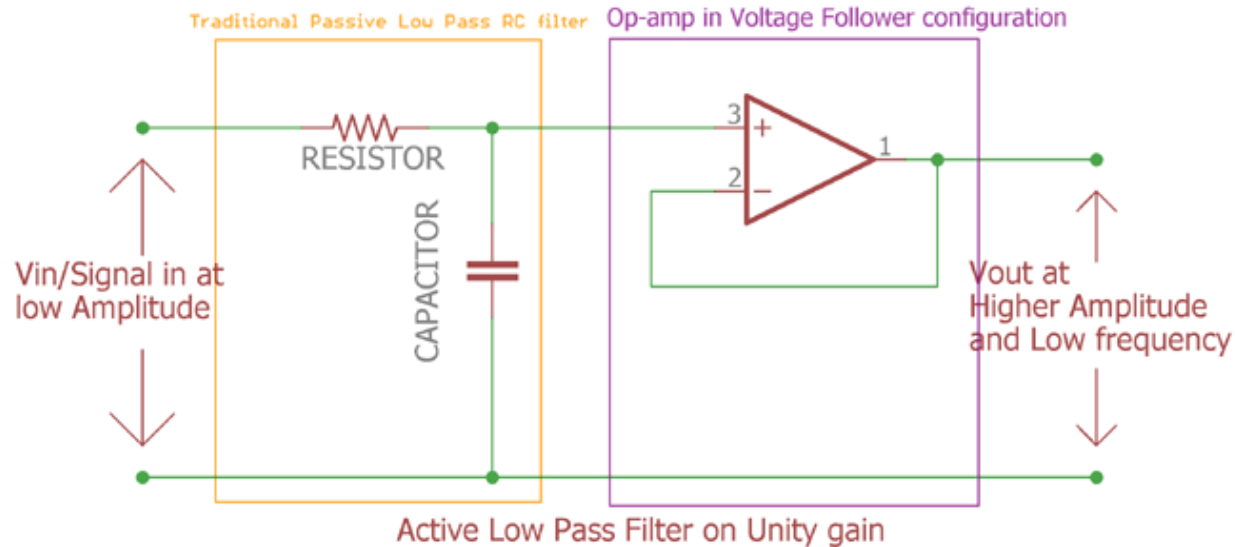 Traditional Passive Low Pass RC filter
Op-amp in Voltage Follower configuration
RESISTOR
CAPACITOR
3
+
2
−
1
Vin/Signal in at
low Amplitude
Vout at
Higher Amplitude
and Low frequency
Active Low Pass Filter on Unity gain